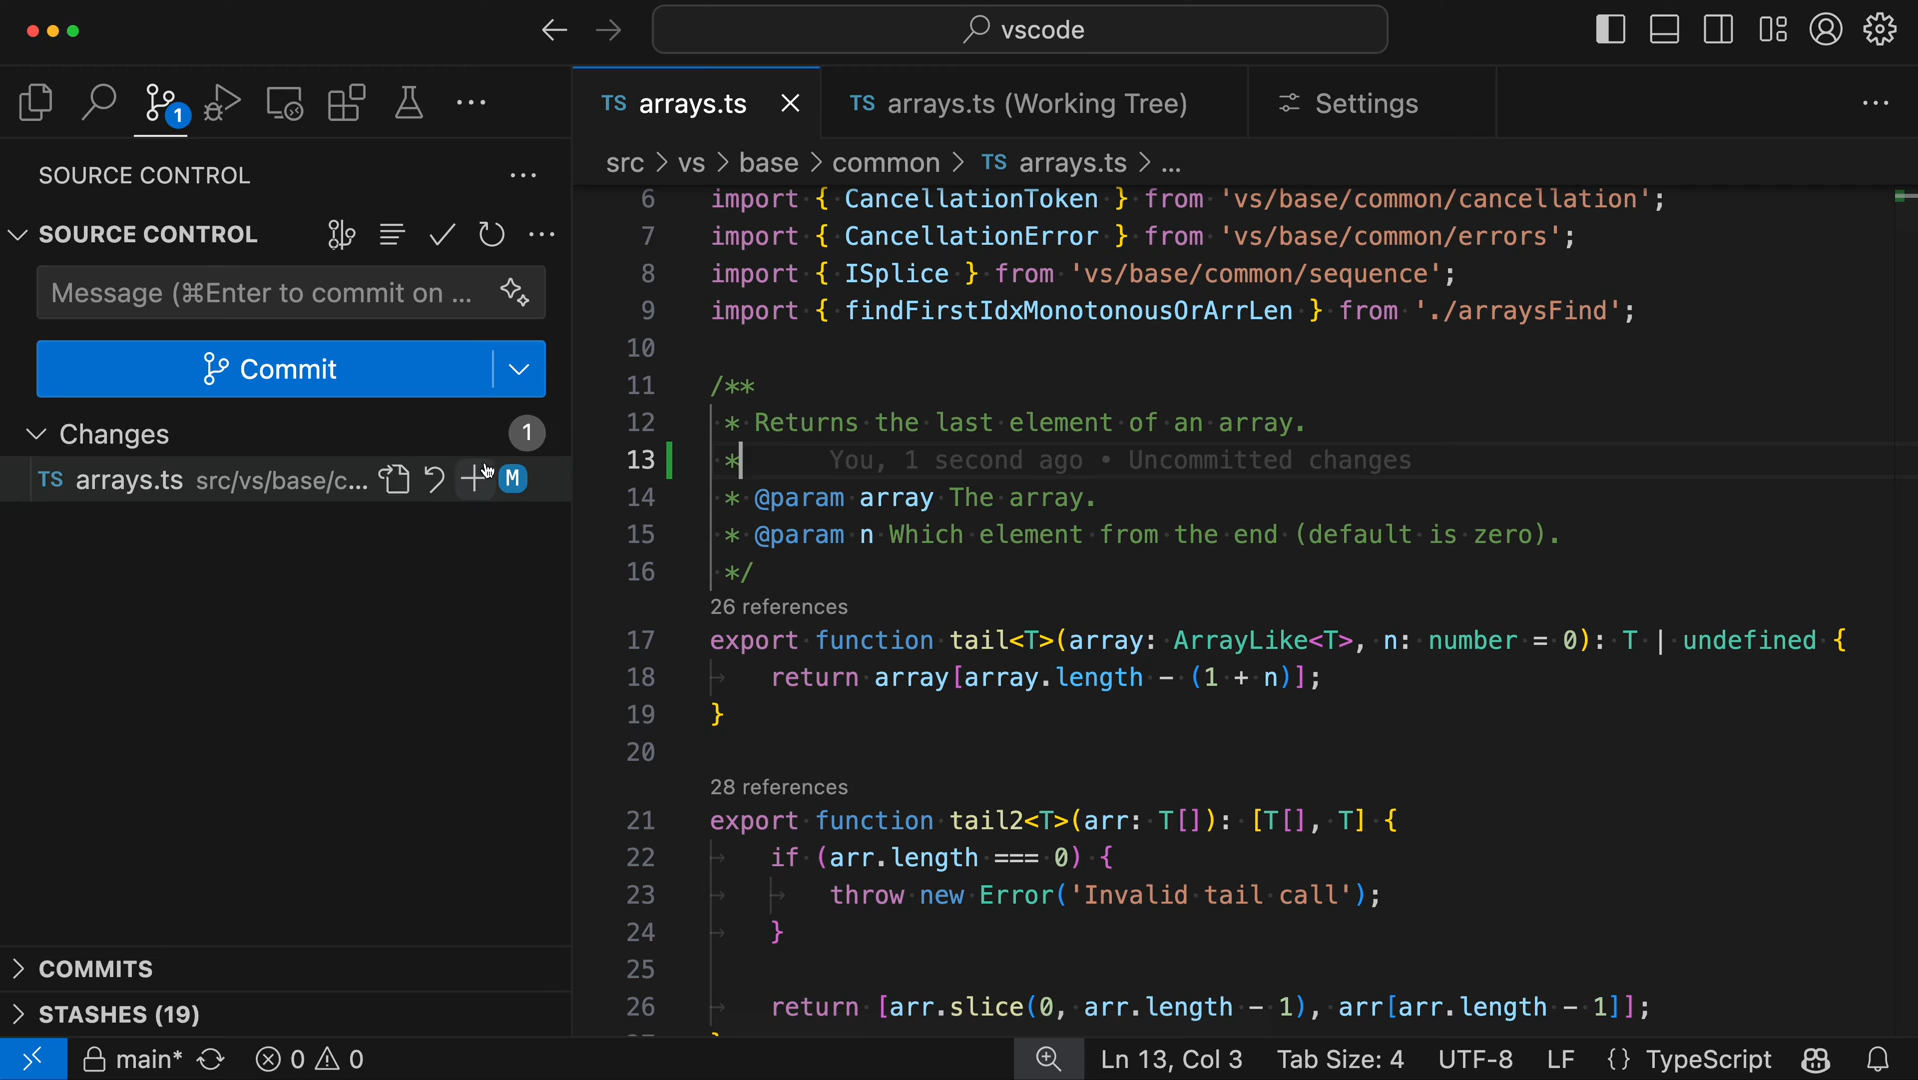 vscode
1
TS arrays.ts
TS arrays.ts (Working Tree)
Settings
SOURCE CONTROL
src > vs > base > common > TS arrays.ts > ...
SOURCE CONTROL
Message (⌘Enter to commit on ...
Commit
Changes 1
TS arrays.ts src/vs/base/c... M
COMMITS
STASHES (19)
6 import { CancellationToken } from 'vs/base/common/cancellation';
7 import { CancellationError } from 'vs/base/common/errors';
8 import { ISplice } from 'vs/base/common/sequence';
9 import { findFirstIdxMonotonousOrArrLen } from './arraysFind';
10
11 /**
12 * Returns the last element of an array.
13 * You, 1 second ago • Uncommitted changes
14 * @param array The array.
15 * @param n Which element from the end (default is zero).
16 */
26 references
17 export function tail<T>(array: ArrayLike<T>, n: number = 0): T | undefined {
18 return array[array.length - (1 + n)];
19 }
20
28 references
21 export function tail2<T>(arr: T[]): [T[], T] {
22 if (arr.length === 0) {
23 throw new Error('Invalid tail call');
24 }
25
26 return [arr.slice(0, arr.length - 1), arr[arr.length - 1]];
main* 0 0 Ln 13, Col 3 Tab Size: 4 UTF-8 LF {} TypeScript